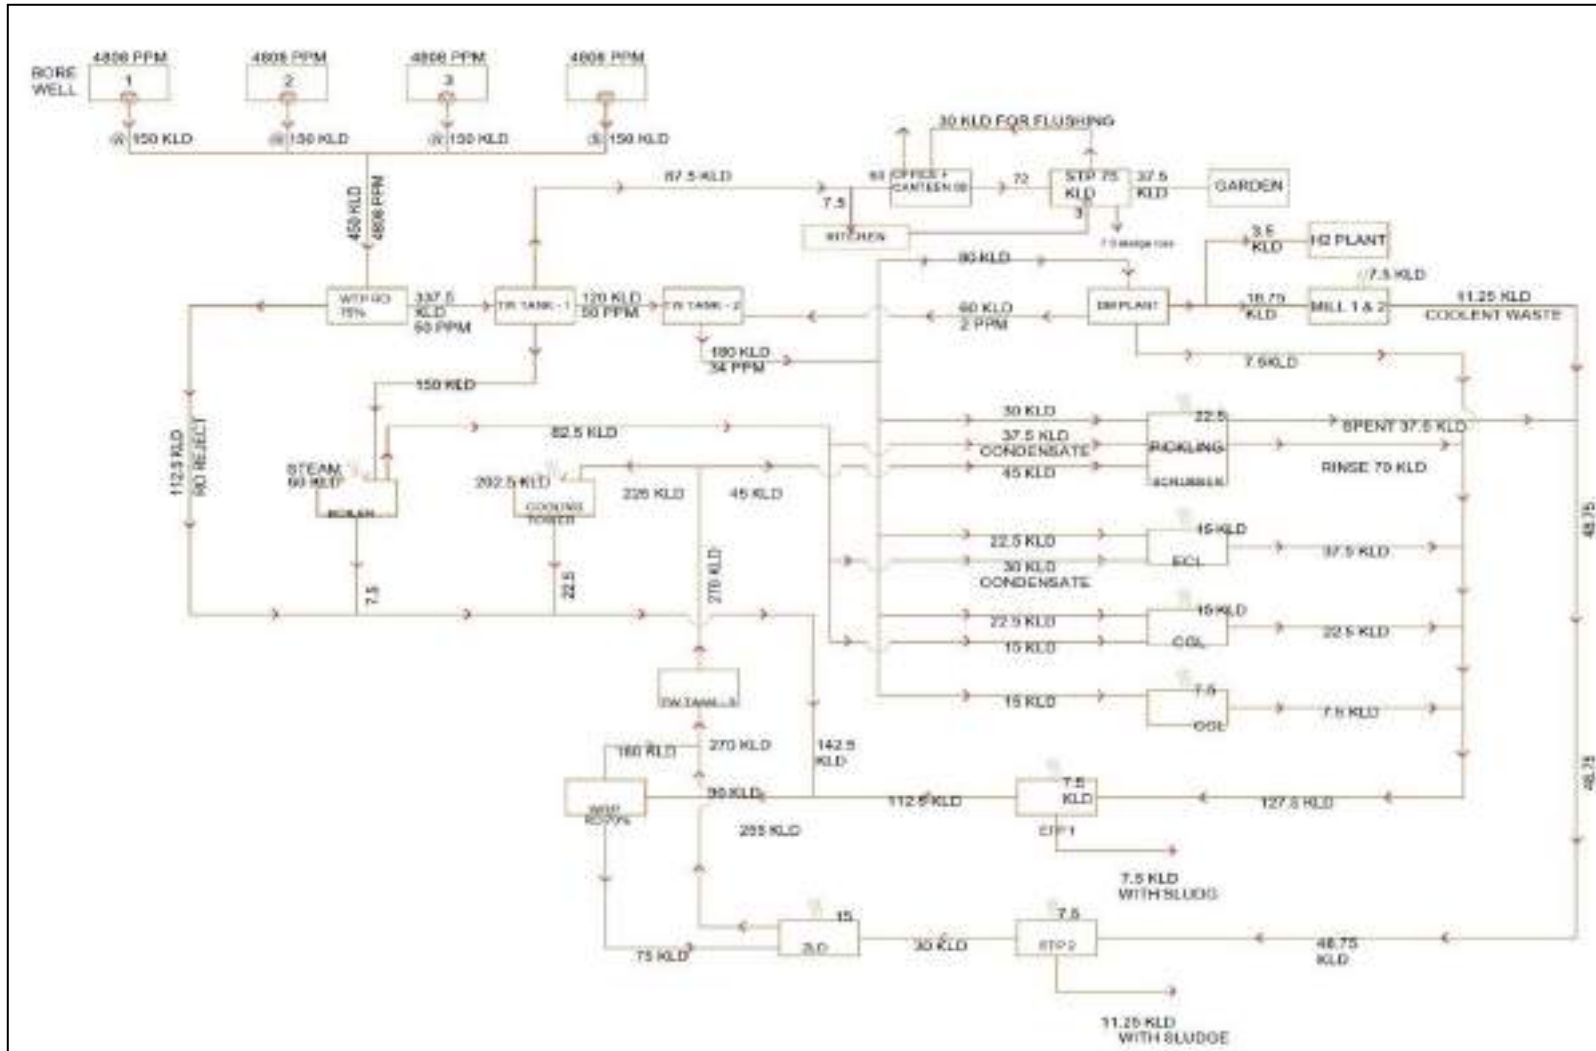 4808 PPM
4808 PPM
4808 PPM
4808 PPM
BORE
WELL
1
2
3
150 KLD
150 KLD
150 KLD
150 KLD
30 KLD FOR FLUSHING
87.5 KLD
60
OFFICE +
CANTEEN
72
STP 75
KLD
37.5
KLD
GARDEN
7.5
3
KITCHEN
450 KLD
4808 PPM
3.5
KLD
H2 PLANT
90 KLD
7.5 KLD
WTP RO
75%
337.5
KLD
50 PPM
TW TANK - 1
120 KLD
50 PPM
TW TANK - 2
60 KLD
2 PPM
DM PLANT
18.75
KLD
MILL 1 & 2
11.25 KLD
COOLENT WASTE
180 KLD
34 PPM
7.5KLD
150 KLD
112.5 KLD
RO REJECT
82.5 KLD
30 KLD
37.5 KLD
CONDENSATE
45 KLD
22.5
PICKLING
SCRUBBER
SPENT 37.5 KLD
RINSE 70 KLD
STEAM
60 KLD
BOILER
202.5 KLD
COOLING
TOWER
225 KLD
45 KLD
48.75
22.5 KLD
30 KLD
CONDENSATE
15 KLD
ECL
37.5 KLD
7.5
22.5
270 KLD
22.5 KLD
15 KLD
15 KLD
CGL
22.5 KLD
TW TANK - 3
15 KLD
7.5
7.5 KLD
180 KLD
270 KLD
142.5
KLD
48.75
WRP
RO70%
90 KLD
112.5 KLD
7.5
KLD
ETP 1
127.5 KLD
255 KLD
7.5 KLD
WITH SLUDG
15
ZLD
75 KLD
30 KLD
7.5
ETP 2
48.75
KLD
11.25 KLD
WITH SLUDGE